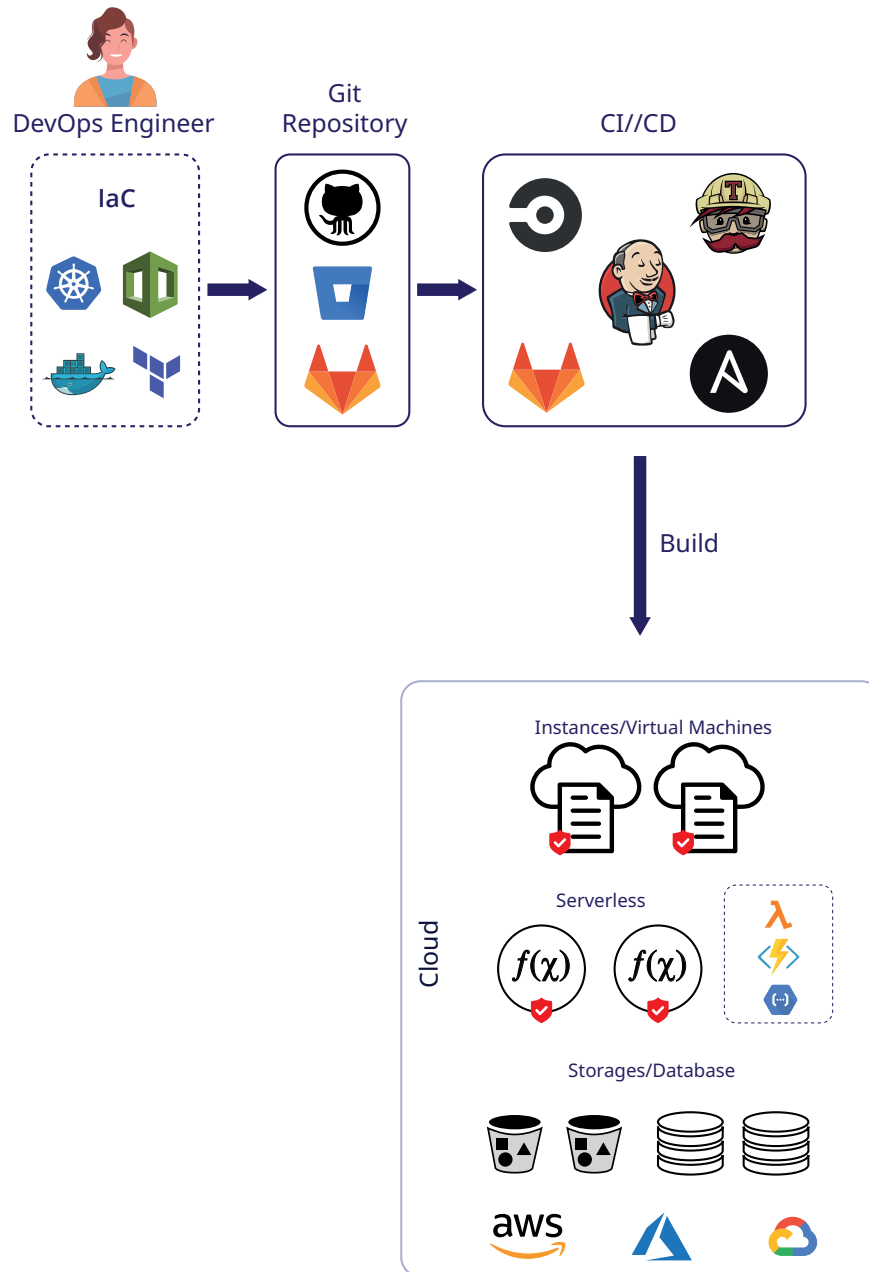 DevOps Engineer
Git
Repository
CI//CD
IaC
T
Build
Instances/Virtual Machines
Cloud
Serverless
f(χ)
f(χ)
λ
Storages/Database
aws